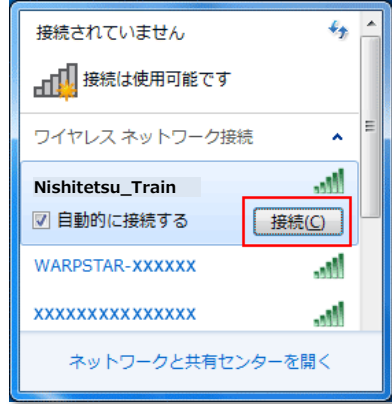 接続されていません
接続は使用可能です
ワイヤレス ネットワーク接続
Nishitetsu_Train
自動的に接続する
接続(C)
WARPSTAR-XXXXXX
XXXXXXXXXXXXXXX
ネットワークと共有センターを開く